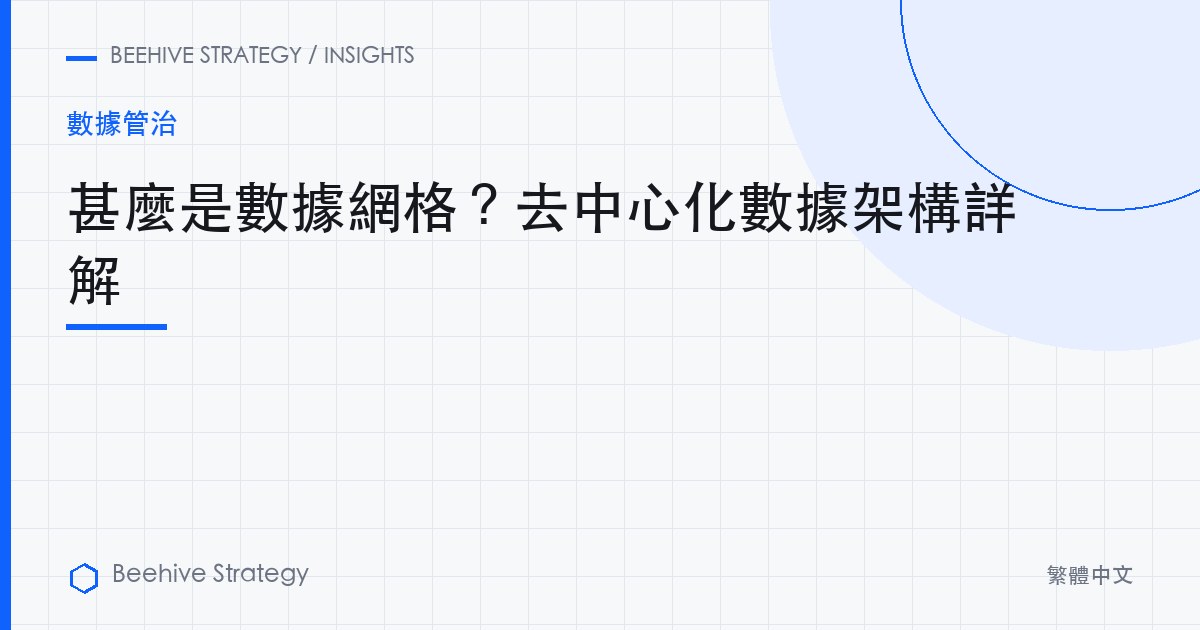 BEEHIVE STRATEGY / INSIGHTS
數據管治
甚麼是數據網格？去中心化數據架構詳
解
Beehive Strategy
繁體中文